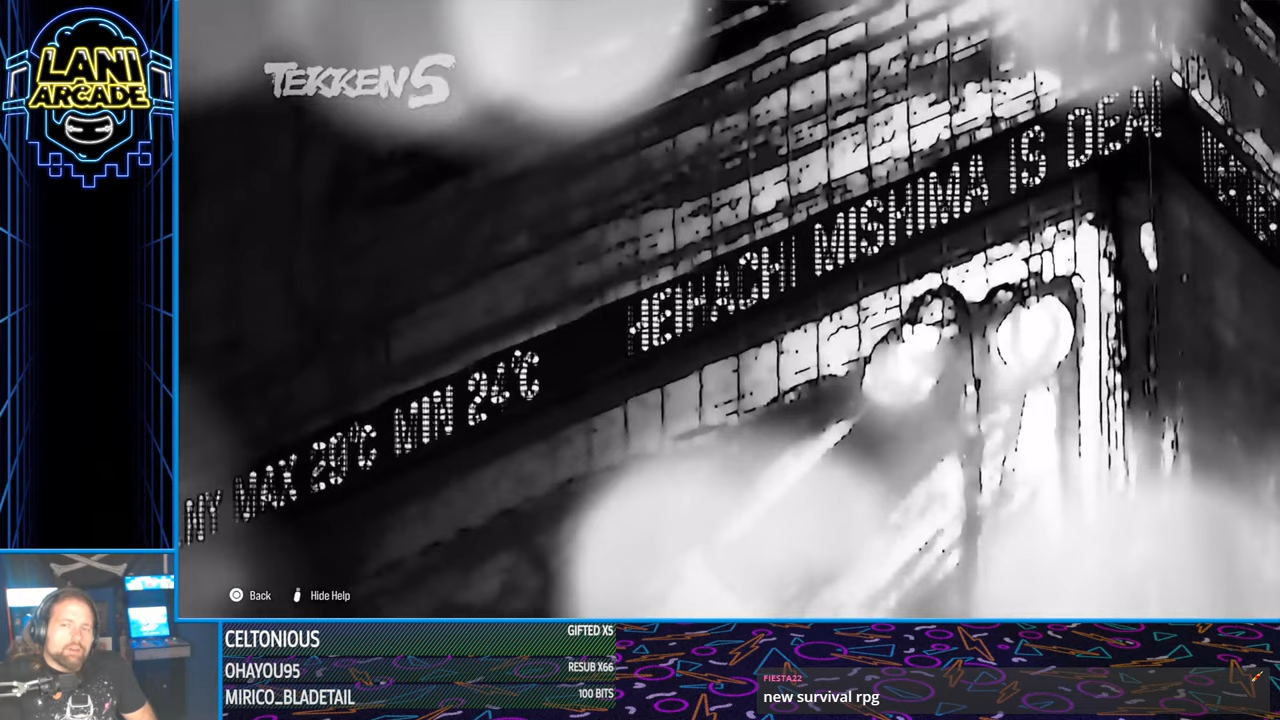 LANI
ARCADE
TEKKEN 5
HEIHACHI MISHIMA IS DEA
NY MAX 29°C MIN 24°C
Back
Hide Help
CELTONIOUS
GIFTED X5
OHAYOU95
RESUB X66
MIRICO_BLADETAIL
100 BITS
FIESTA22
new survival rpg